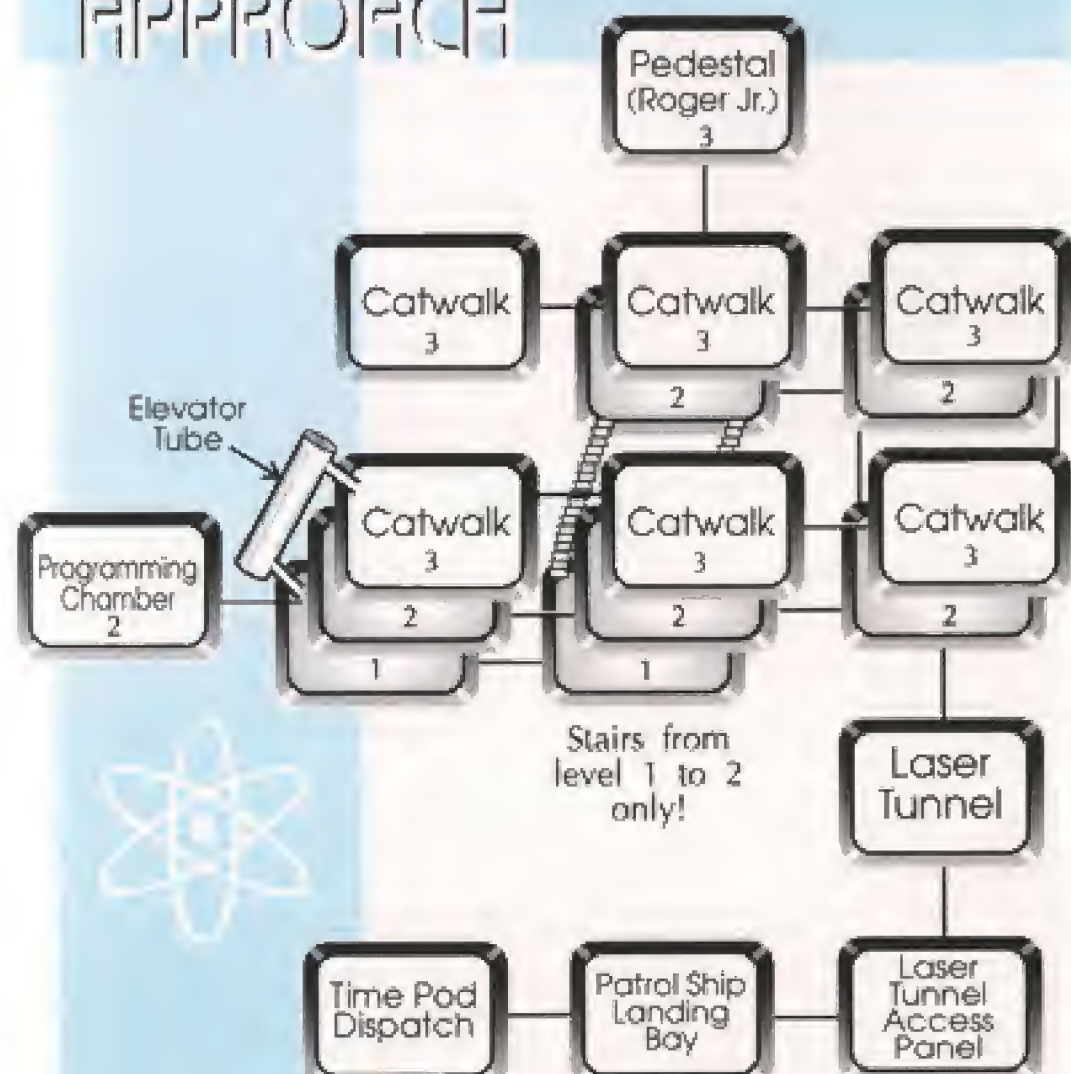 APPROACH
Pedestal
(Roger Jr.)
3
Catwalk
3
Catwalk
3
Catwalk
3
2
2
Elevator
Tube
Catwalk
3
Catwalk
3
Catwalk
3
Programming
Chamber
2
2
2
2
1
1
Stairs from
level 1 to 2
only!
Laser
Tunnel
Time Pod
Dispatch
Patrol Ship
Landing
Bay
Laser
Tunnel
Access
Panel